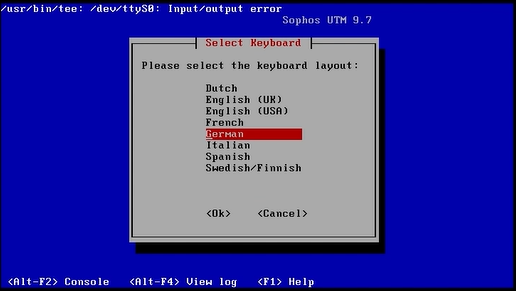 /usr/bin/tee: /dev/ttyS0: Input/output error
Sophos UTM 9.7
Select Keyboard
Please select the keyboard layout:
Dutch
English (UK)
English (USA)
French
German
Italian
Spanish
Swedish/Finnish
<Ok> <Cancel>
<Alt-F2> Console <Alt-F4> View log <F1> Help